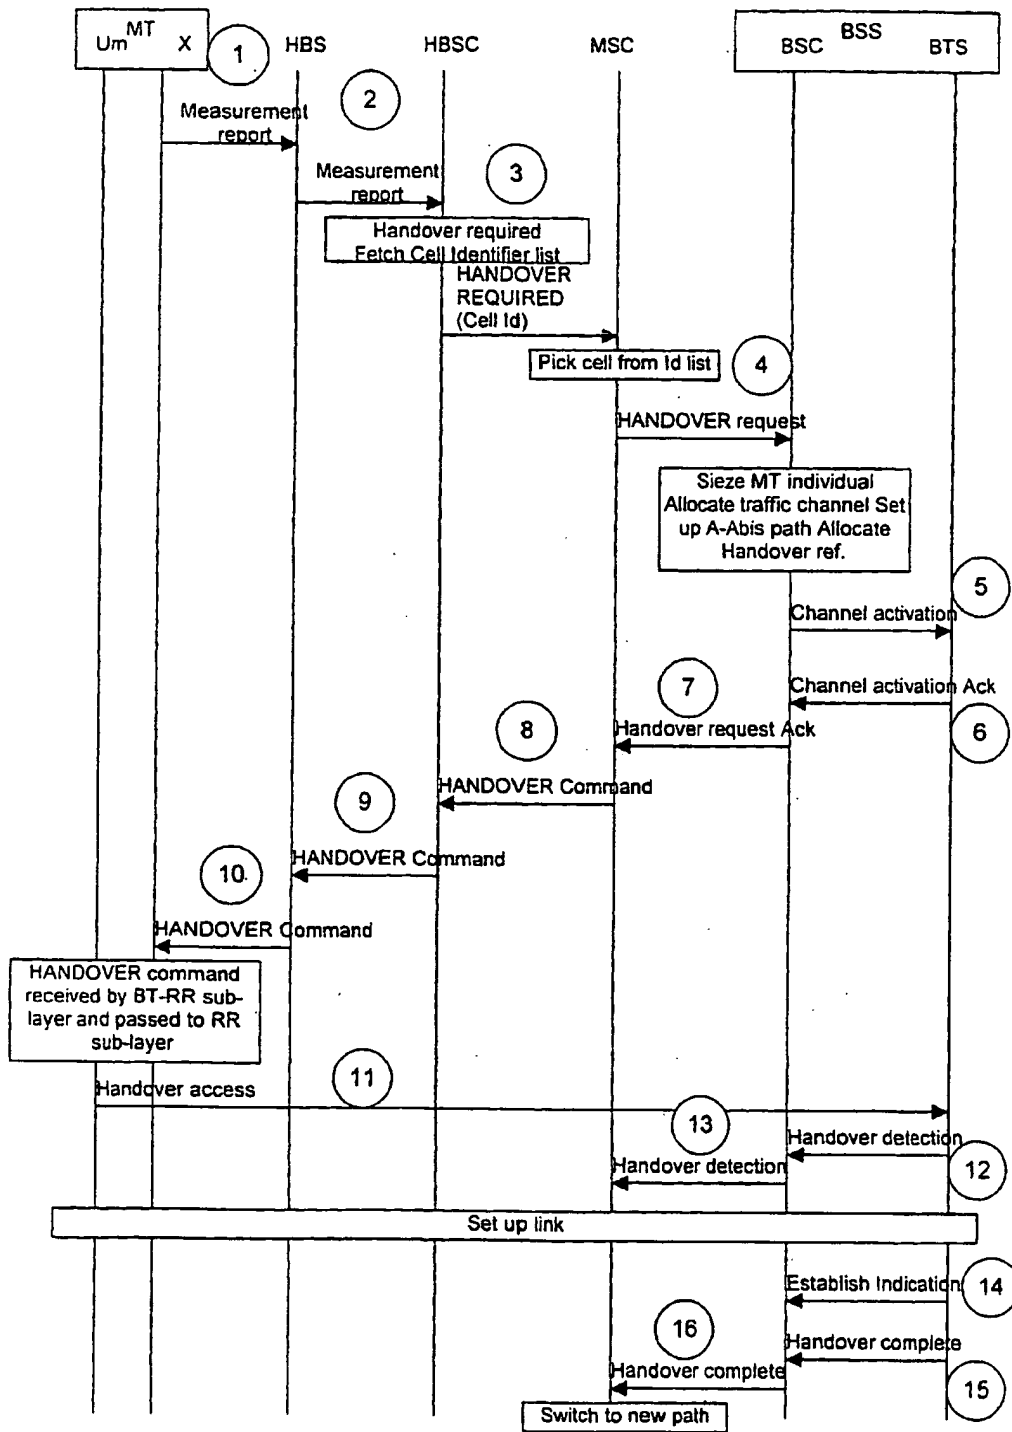 MT
BSS
Um X HBS HBSC MSC BSC BTS
1
2
Measurement
report
3
Measurement
report
Handover required
Fetch Cell Identifier list
HANDOVER
REQUIRED
(Cell Id)
Pick cell from Id list
4
HANDOVER request
Sieze MT individual
Allocate traffic channel Set
up A-Abis path Allocate
Handover ref.
5
Channel activation
7
Channel activation Ack
8
Handover request Ack
6
9
HANDOVER Command
10
HANDOVER Command
HANDOVER Command
HANDOVER command
received by BT-RR sub-
layer and passed to RR
sub-layer
11
Handover access
13
Handover detection
Handover detection
12
Set up link
Establish Indication
14
16
Handover complete
Handover complete
15
Switch to new path